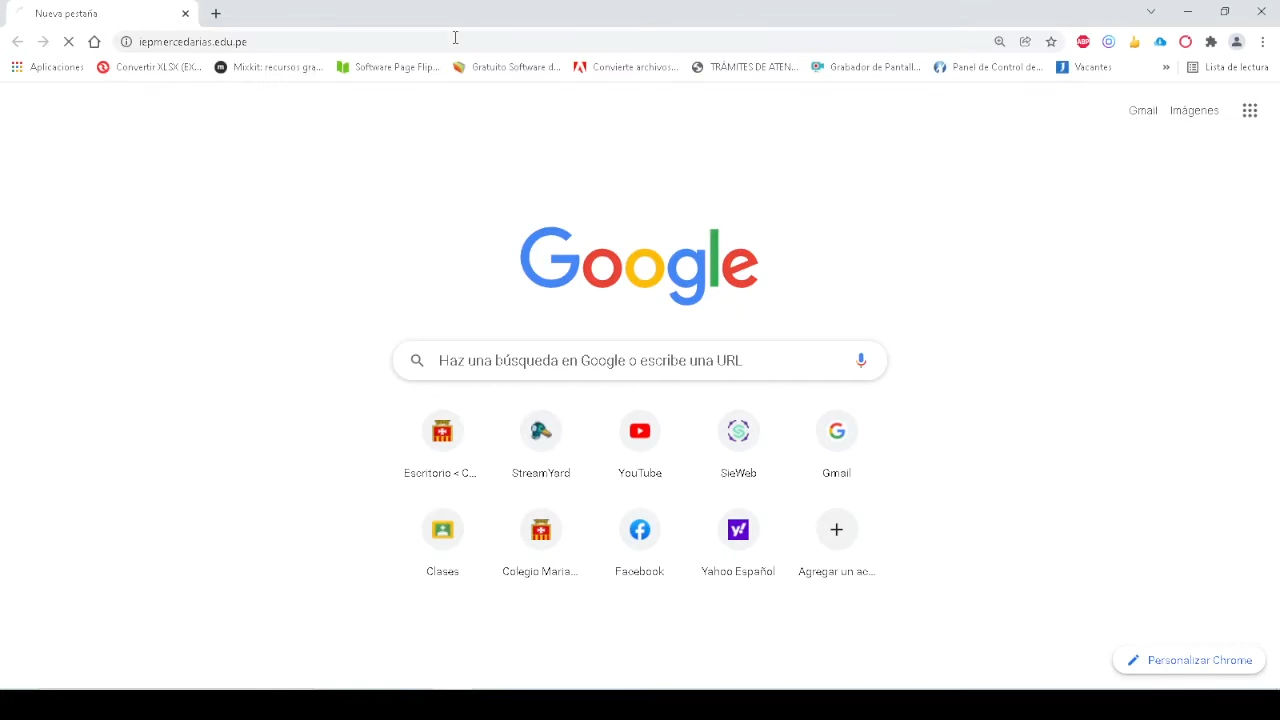 Nueva pestaña
iepmercedarias.edu.pe
ABP
Aplicaciones Convertir XLSX (EX... m Mixkit: recursos gra... Software Page Flip... Gratuito Software d... Convierte archivos... TRÁMITES DE ATEN... Grabador de Pantall... Panel de Control de... J Vacantes » Lista de lectura
Gmail Imágenes
Google
Haz una búsqueda en Google o escribe una URL
Escritorio < C... StreamYard YouTube SieWeb Gmail
Clases Colegio Maria... Facebook Yahoo Español Agregar un ac...
Personalizar Chrome